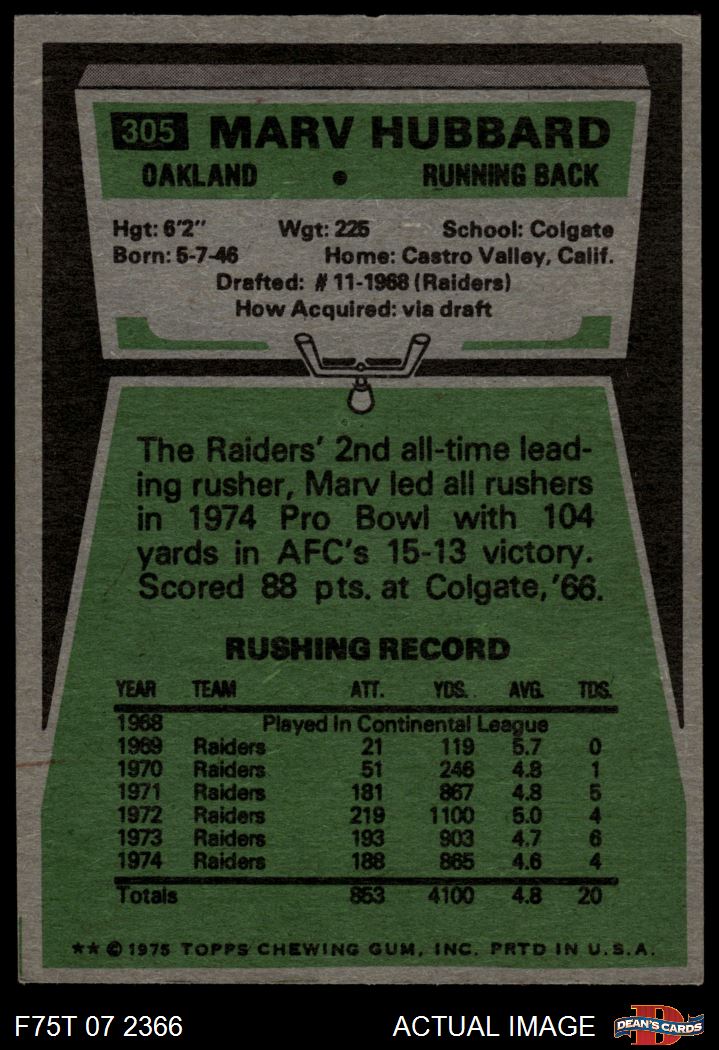 305 MARV HUBBARD
OAKLAND • RUNNING BACK
Hgt: 6'2" Wgt: 225 School: Colgate
Born: 5-7-46 Home: Castro Valley, Calif.
Drafted: # 11-1968 (Raiders)
How Acquired: via draft
The Raiders' 2nd all-time lead-
ing rusher, Marv led all rushers
in 1974 Pro Bowl with 104
yards in AFC's 15-13 victory.
Scored 88 pts. at Colgate, '66.
RUSHING RECORD
YEAR TEAM ATT. YDS. AVG. TDS.
1968 Played In Continental League
1969 Raiders 21 119 5.7 0
1970 Raiders 51 246 4.8 1
1971 Raiders 181 867 4.8 5
1972 Raiders 219 1100 5.0 4
1973 Raiders 193 903 4.7 6
1974 Raiders 188 865 4.6 4
Totals 853 4100 4.8 20
** © 1975 TOPPS CHEWING GUM, INC. PRTD IN U.S.A.
F75T 07 2366 ACTUAL IMAGE D DEAN'S CARDS